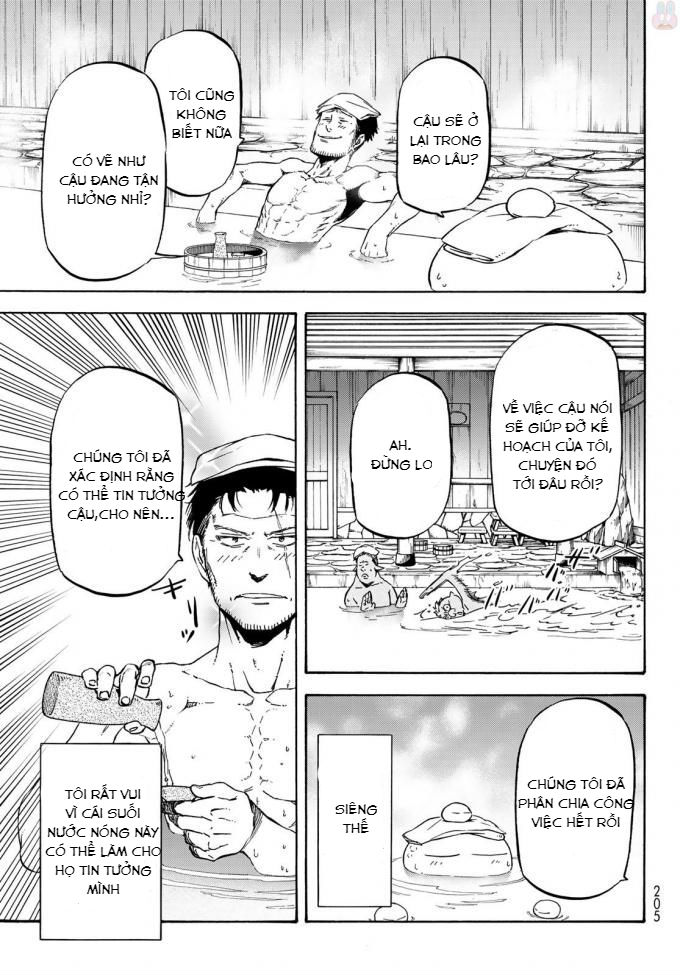 CẬU SẼ Ở
LẠI TRONG
BAO LÂU?
TÔI CŨNG
KHÔNG
BIẾT NỮA
CÓ VẺ NHƯ
CẬU ĐANG TẬN
HƯỞNG NHỈ?
VỀ VIỆC CẬU NÓI
SẼ GIÚP ĐỠ KẾ
HOẠCH CỦA TÔI,
CHUYỆN ĐÓ
TỚI ĐÂU RỒI?
AH.
ĐỪNG LO
CHÚNG TÔI ĐÃ
PHÂN CHIA CÔNG
VIỆC HẾT RỒI
SIÊNG
THẾ
CHÚNG TÔI ĐÃ
XÁC ĐỊNH RẰNG
CÓ THỂ TIN TƯỞNG
CẬU,CHO NÊN...
TÔI RẤT VUI
VÌ CÁI SUỐI
NƯỚC NÓNG NÀY
CÓ THỂ LÀM CHO
HỌ TIN TƯỞNG
MÌNH
205